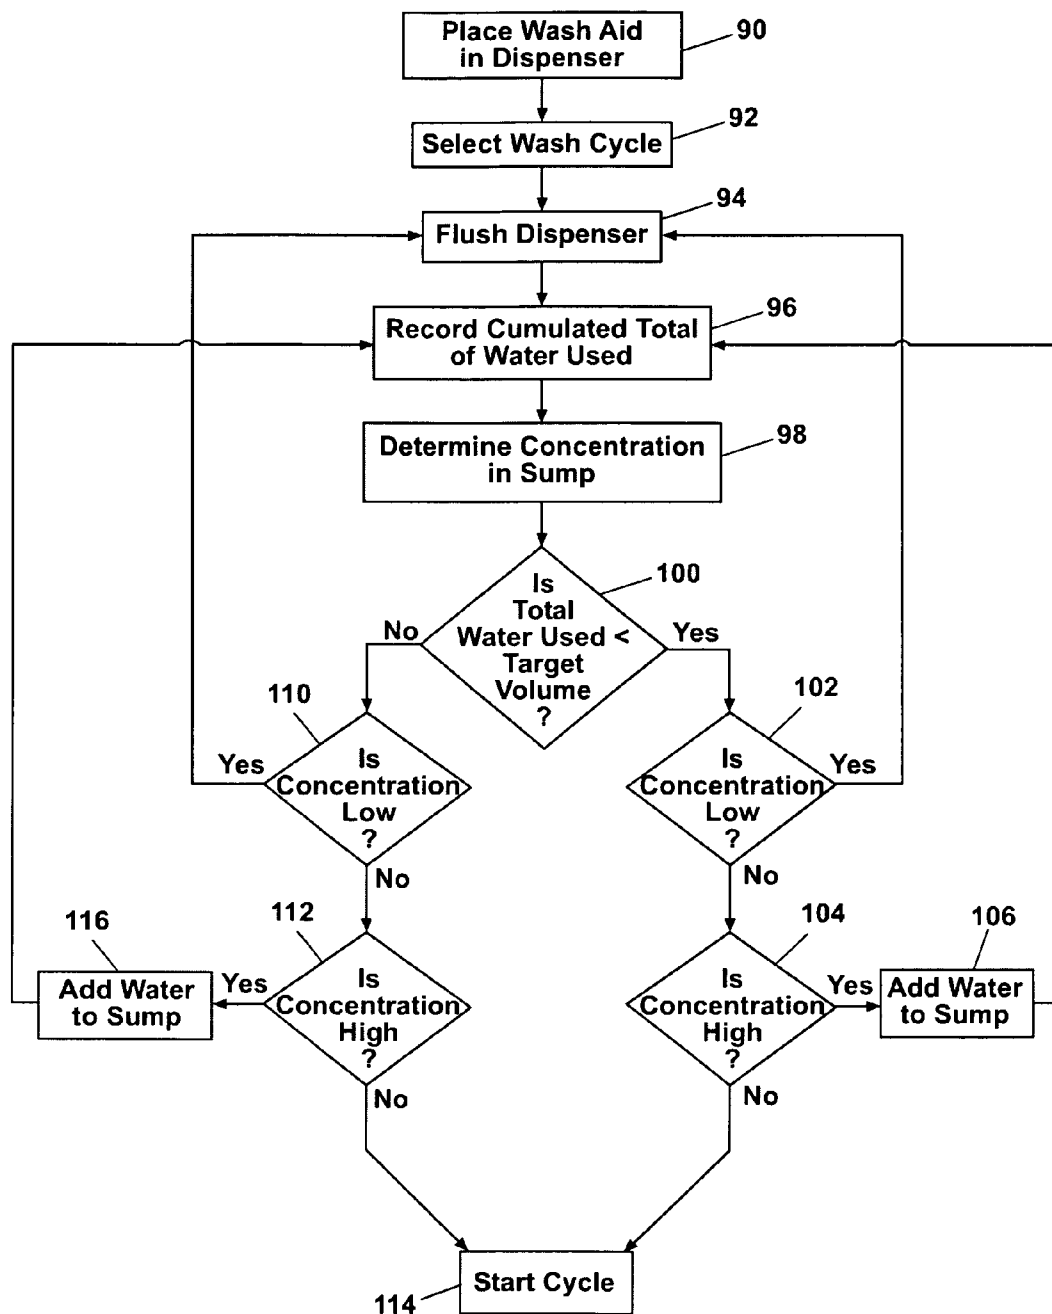 Place Wash Aid
in Dispenser
90
Select Wash Cycle
92
Flush Dispenser
94
Record Cumulated Total
of Water Used
96
Determine Concentration
in Sump
98
Is
Total
Water Used <
Target
Volume
?
100
No
Yes
110
Is
Concentration
Low
?
Yes
No
102
Is
Concentration
Low
?
Yes
No
112
Is
Concentration
High
?
Yes
No
116
Add Water
to Sump
104
Is
Concentration
High
?
Yes
No
106
Add Water
to Sump
Start Cycle
114